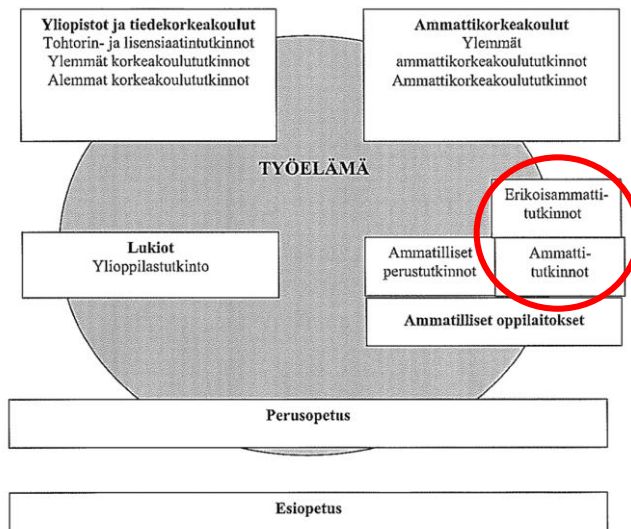 Yliopistot ja tiedekorkeakoulut
Tohtorin- ja lisensiaatintutkinnot
Ylemmät korkeakoulututkinnot
Alemmat korkeakoulututkinnot
Ammattikorkeakoulut
Ylemmät
ammattikorkeakoulututkinnot
Ammattikorkeakoulututkinnot
TYÖELÄMÄ
Erikoisammatti-
tutkinnot
Lukiot
Ylioppilastutkinto
Ammatilliset
perustutkinnot
Ammatti-
tutkinnot
Ammatilliset oppilaitokset
Perusopetus
Esiopetus